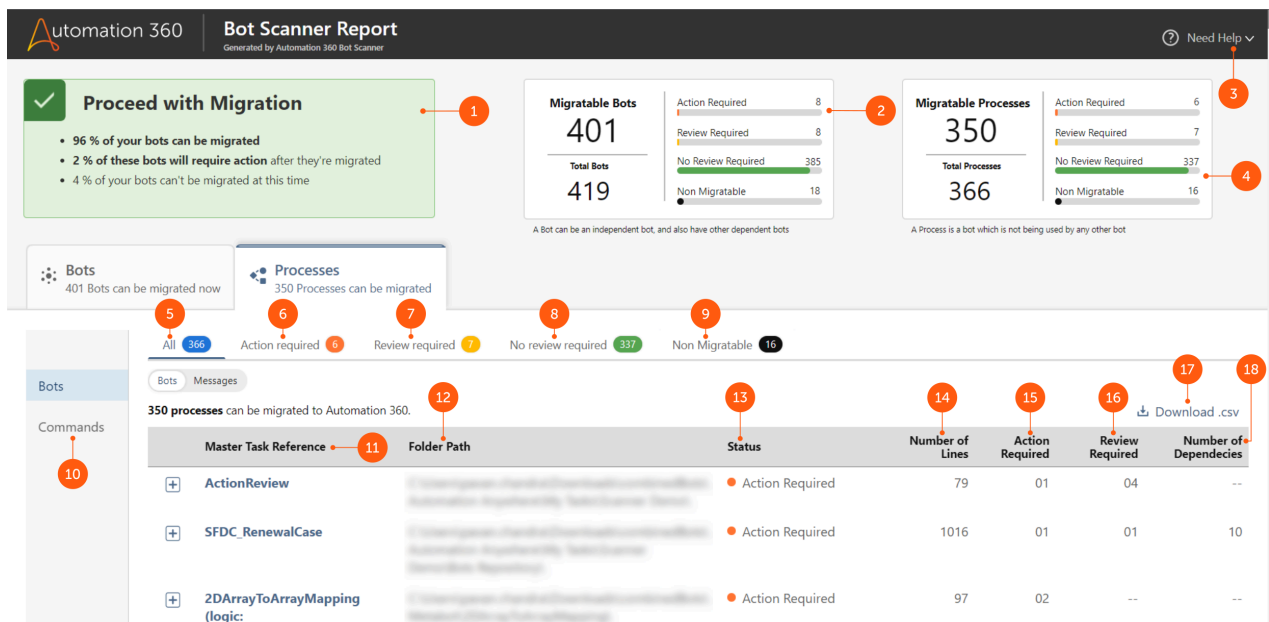 Automation 360
Bot Scanner Report
Generated by Automation 360 Bot Scanner
? Need Help
3
Proceed with Migration
96 % of your bots can be migrated
2 % of these bots will require action after they're migrated
4 % of your bots can't be migrated at this time
1
Migratable Bots
401
Total Bots
419
Action Required 8
Review Required 8
No Review Required 385
Non Migratable 18
2
A Bot can be an independent bot, and also have other dependent bots
Migratable Processes
350
Total Processes
366
Action Required 6
Review Required 7
No Review Required 337
Non Migratable 16
4
A Process is a bot which is not being used by any other bot
Bots
401 Bots can be migrated now
Processes
350 Processes can be migrated
5 6 7 8 9
All 366 Action required 6 Review required 7 No review required 337 Non Migratable 16
Bots
Commands
10
Bots Messages
350 processes can be migrated to Automation 360.
12 13 14 15 16 17 18
Download .csv
Master Task Reference 11 Folder Path Status Number of Lines Action Required Review Required Number of Dependecies
ActionReview Action Required 79 01 04 --
SFDC_RenewalCase Action Required 1016 01 01 10
2DArrayToArrayMapping Action Required 97 02 -- --
(logic: